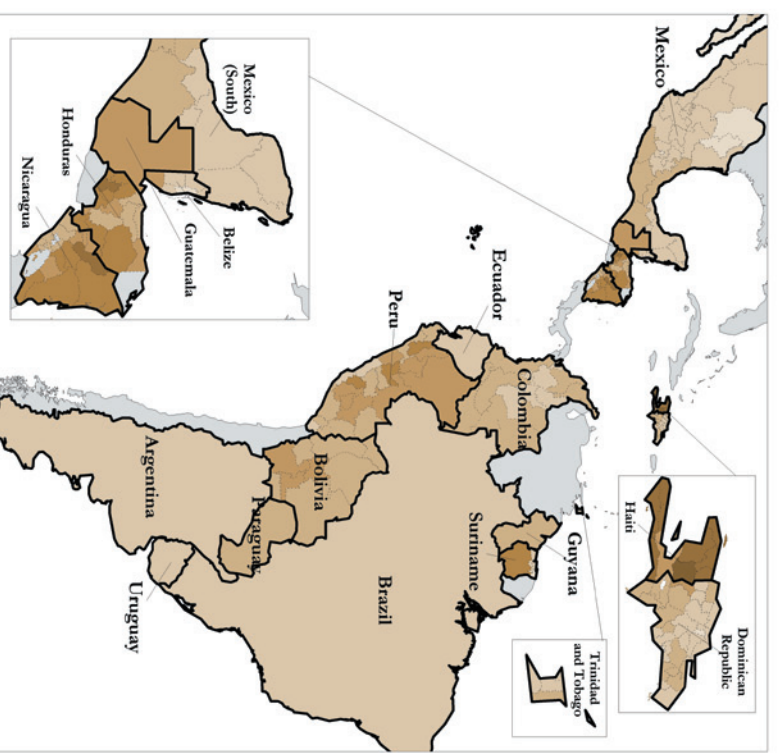 Mexico
Mexico
(South)
Honduras
Nicaragua
Guatemala
Belize
Ecuador
Peru
Colombia
Haiti
Dominican
Republic
Trinidad
and Tobago
Guyana
Suriname
Bolivia
Paraguay
Brazil
Argentina
Uruguay